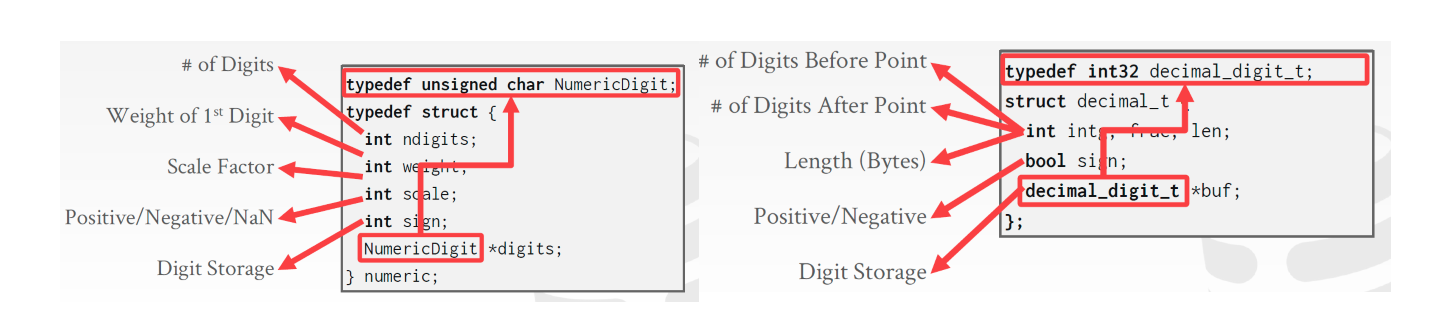 # of Digits
Weight of 1st Digit
Scale Factor
Positive/Negative/NaN
Digit Storage
typedef unsigned char NumericDigit;
typedef struct {
int ndigits;
int weight;
int scale;
int sign;
NumericDigit *digits;
} numeric;
# of Digits Before Point
# of Digits After Point
Length (Bytes)
Positive/Negative
Digit Storage
typedef int32 decimal_digit_t;
struct decimal_t {
int intg, frac, len;
bool sign;
decimal_digit_t *buf;
};